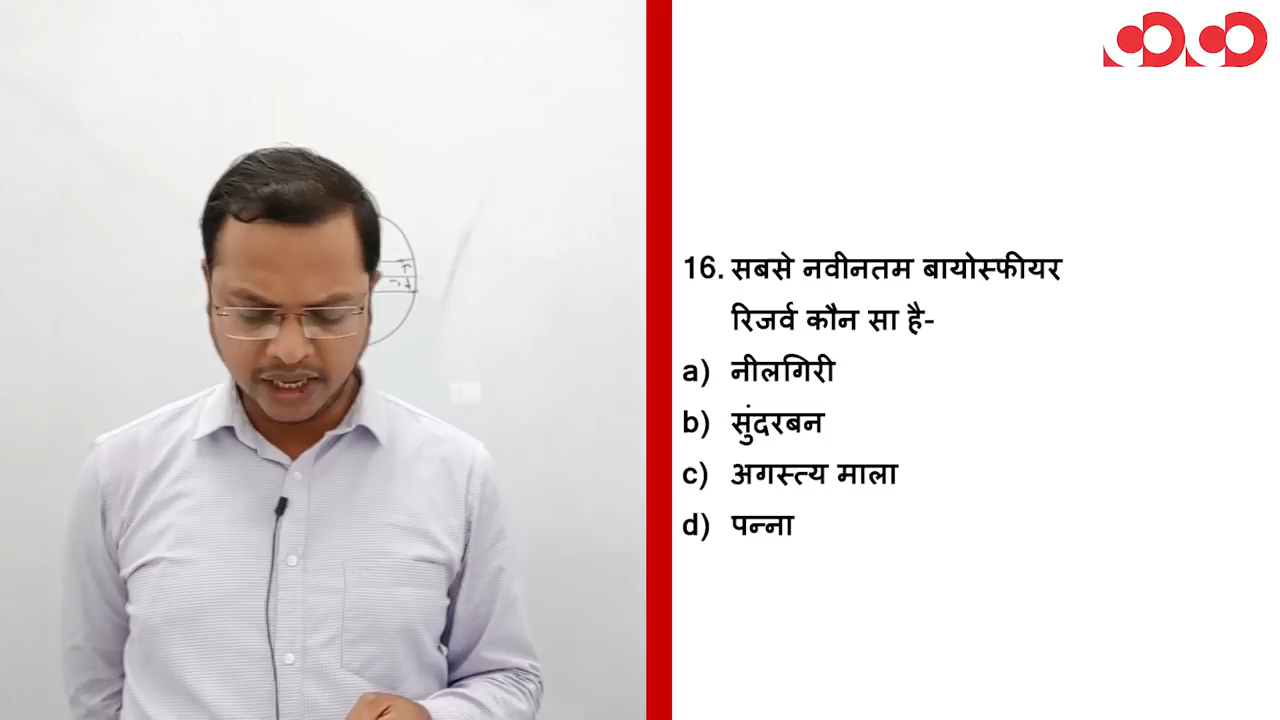 16. सबसे नवीनतम बायोस्फीयर
रिजर्व कौन सा है-
a) नीलगिरी
b) सुंदरबन
c) अगस्त्य माला
d) पन्ना